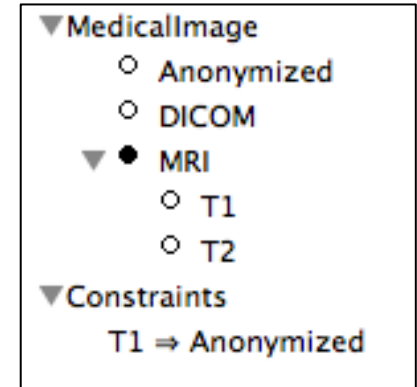 MedicalImage
Anonymized
DICOM
MRI
T1
T2
Constraints
T1 ⇒ Anonymized